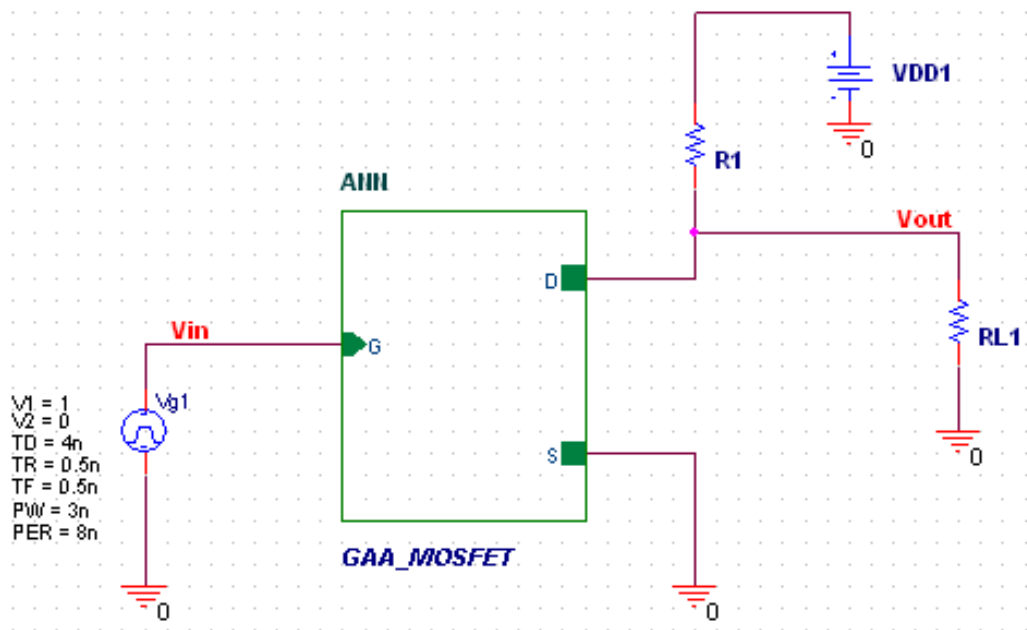 VDD1
0
R1
ANN
Vout
D
Vin
G
RL1
Vg1
V1 = 1
V2 = 0
TD = 4n
TR = 0.5n
TF = 0.5n
PW = 3n
PER = 8n
S
0
GAA_MOSFET
0
0